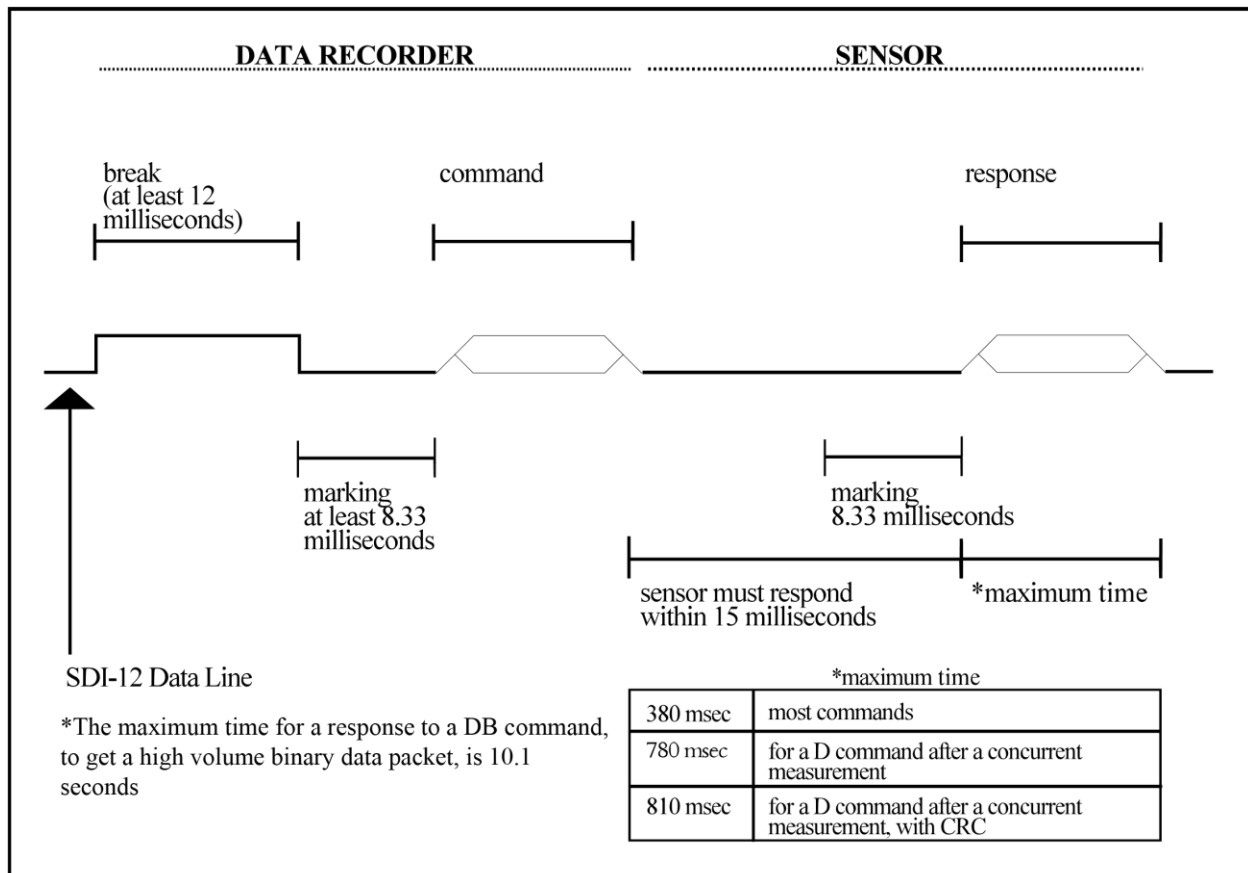 DATA RECORDER
SENSOR
break
(at least 12
milliseconds)
command
response
marking
at least 8.33
milliseconds
marking
8.33 milliseconds
sensor must respond
within 15 milliseconds
*maximum time
SDI-12 Data Line
*The maximum time for a response to a DB command,
to get a high volume binary data packet, is 10.1
seconds
*maximum time
380 msec most commands
780 msec for a D command after a concurrent
measurement
810 msec for a D command after a concurrent
measurement, with CRC